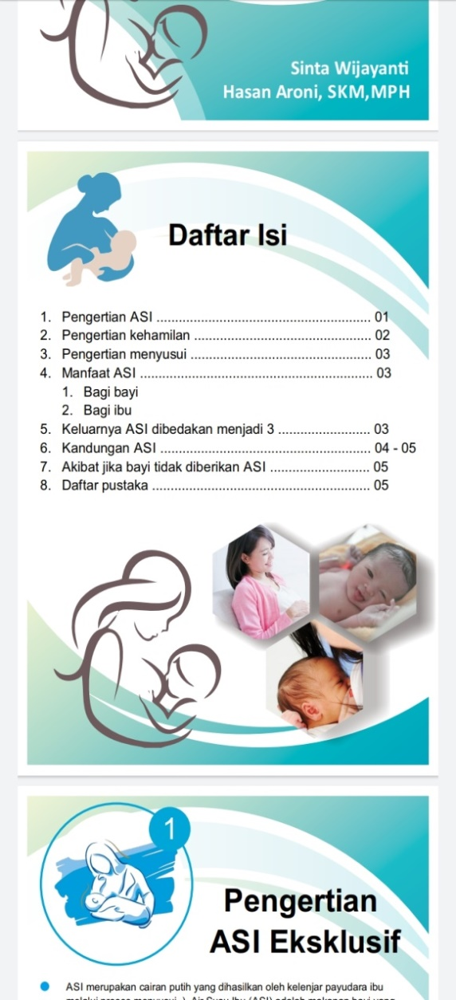 Sinta Wijayanti
Hasan Aroni, SKM,MPH
Daftar Isi
1. Pengertian ASI ........................................................ 01
2. Pengertian kehamilan .............................................. 02
3. Pengertian menyusui ............................................... 03
4. Manfaat ASI ............................................................. 03
1. Bagi bayi
2. Bagi ibu
5. Keluarnya ASI dibedakan menjadi 3 ........................ 03
6. Kandungan ASI ....................................................... 04 - 05
7. Akibat jika bayi tidak diberikan ASI .......................... 05
8. Daftar pustaka ......................................................... 05
1
Pengertian
ASI Eksklusif
ASI merupakan cairan putih yang dihasilkan oleh kelenjar payudara ibu